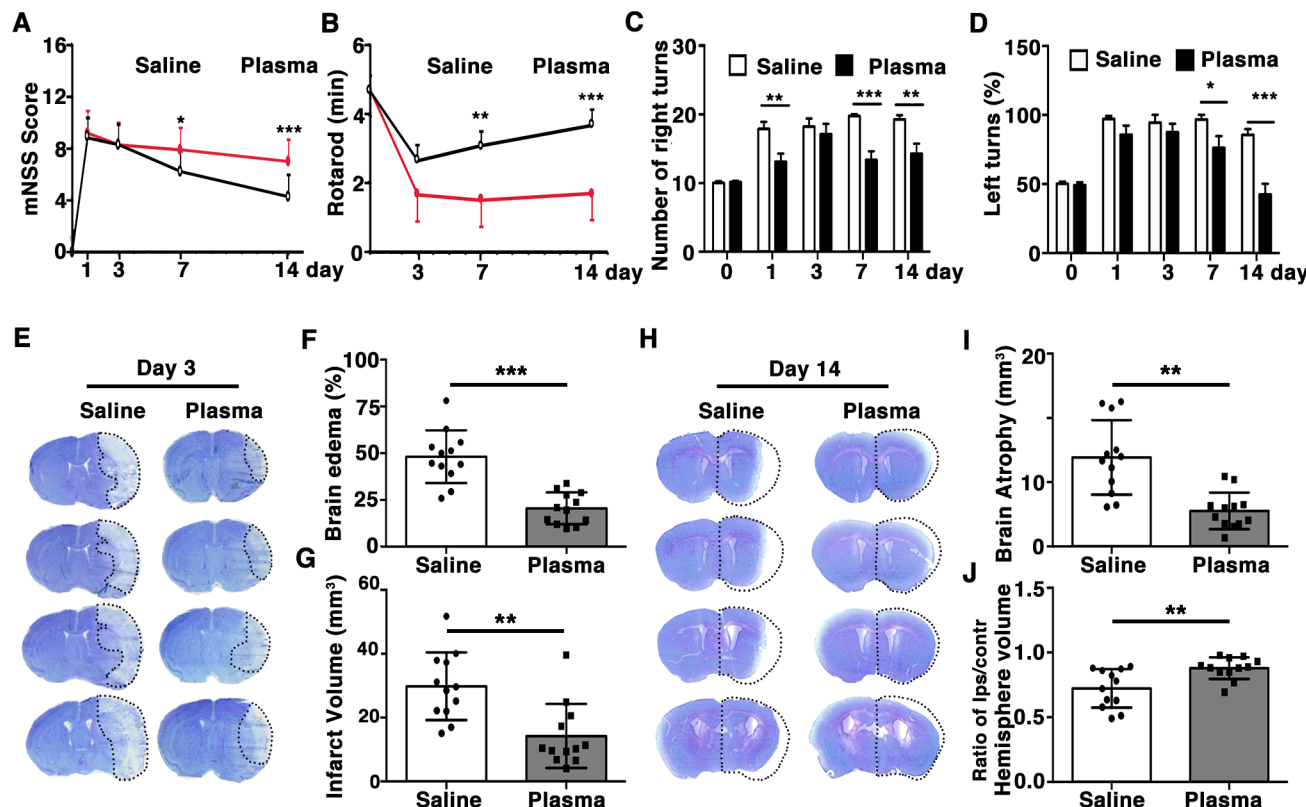 A
mNSS Score
16
12
8
4
0
Saline
Plasma
*
***
1
3
7
14 day
B
Rotarod (min)
6
4
2
0
Saline
Plasma
**
***
3
7
14 day
C
Number of right turns
30
20
10
0
Saline
Plasma
**
***
**
0
1
3
7
14 day
D
Left turns (%)
150
100
50
0
Saline
Plasma
*
***
0
1
3
7
14 day
E
Day 3
Saline
Plasma
F
Brain edema (%)
100
75
50
25
0
***
Saline
Plasma
G
Infarct Volume (mm³)
60
40
20
0
**
Saline
Plasma
H
Day 14
Saline
Plasma
I
Brain Atrophy (mm³)
20
10
0
**
Saline
Plasma
J
Ratio of Ips/contr
Hemisphere volume
1.5
1.0
0.5
0.0
**
Saline
Plasma